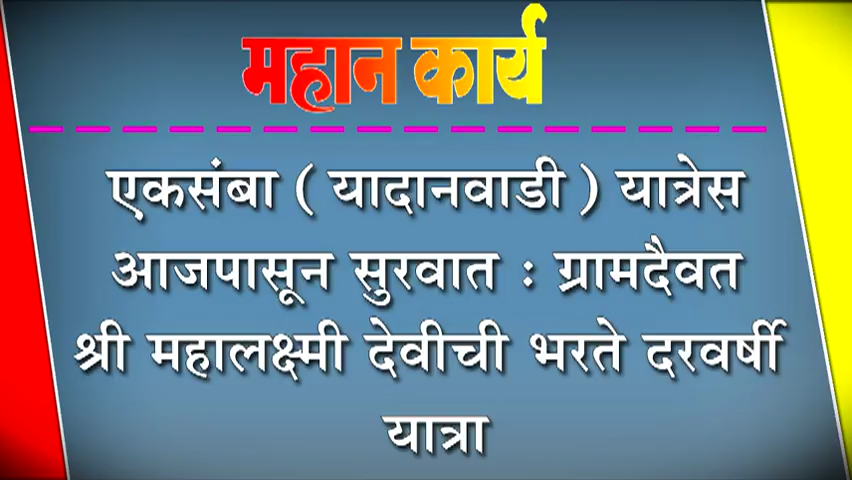 महान कार्य
एकसंबा ( यादानवाडी ) यात्रेस
आजपासून सुरवात : ग्रामदैवत
श्री महालक्ष्मी देवीची भरते दरवर्षी
यात्रा